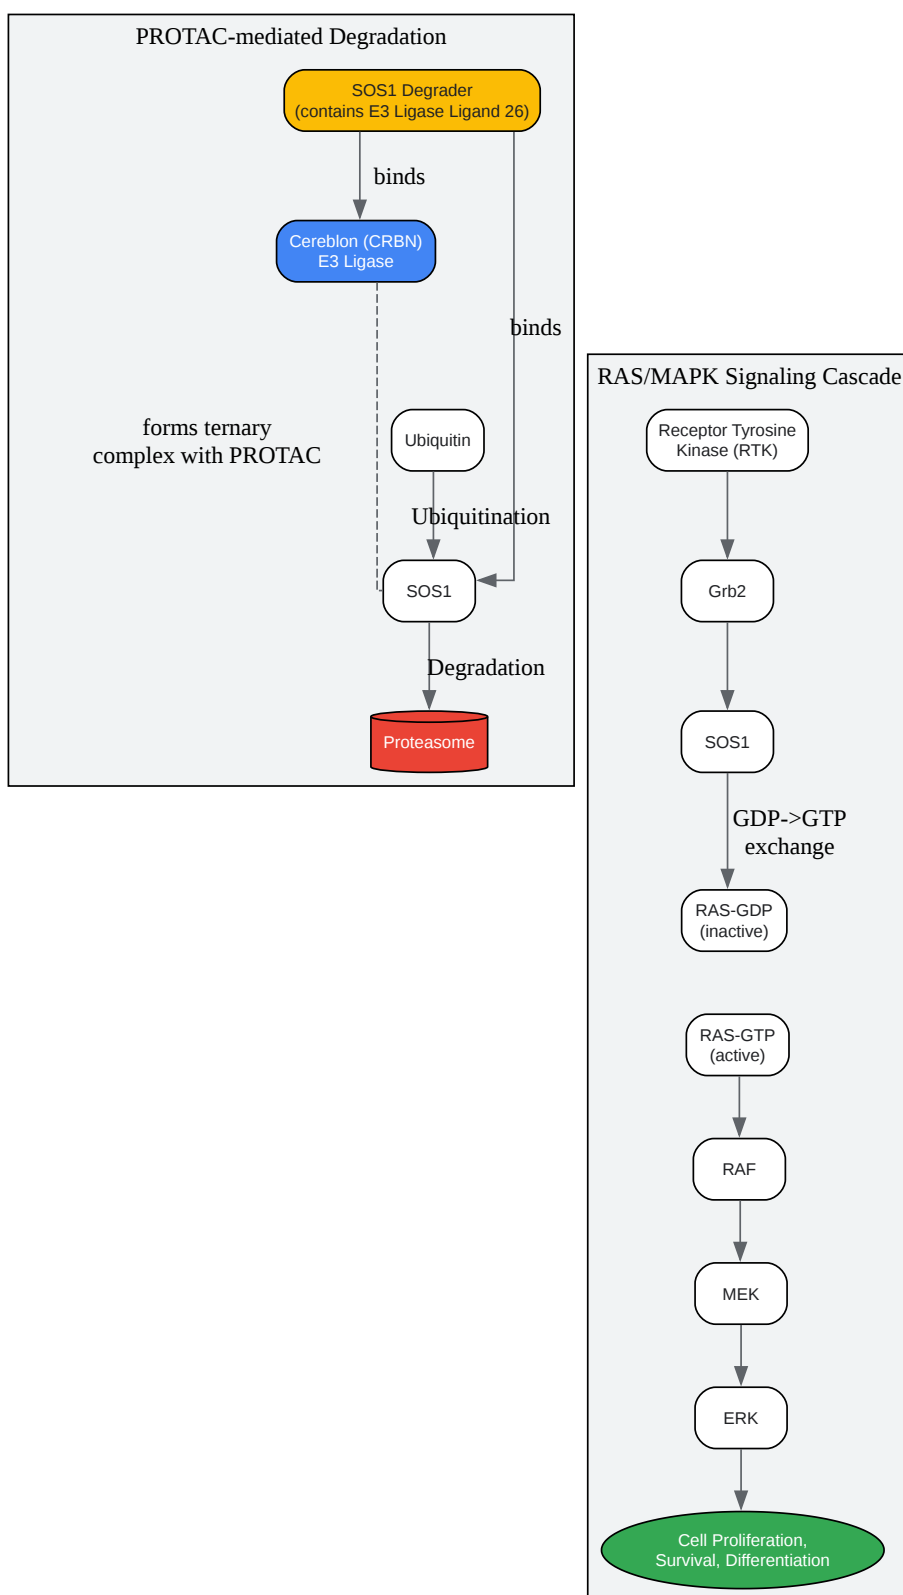 PROTAC-mediated Degradation
SOS1 Degrader
(contains E3 Ligase Ligand 26)
binds
Cereblon (CRBN)
E3 Ligase
binds
forms ternary
complex with PROTAC
Ubiquitin
Ubiquitination
SOS1
Degradation
Proteasome
RAS/MAPK Signaling Cascade
Receptor Tyrosine
Kinase (RTK)
Grb2
SOS1
GDP->GTP
exchange
RAS-GDP
(inactive)
RAS-GTP
(active)
RAF
MEK
ERK
Cell Proliferation,
Survival, Differentiation